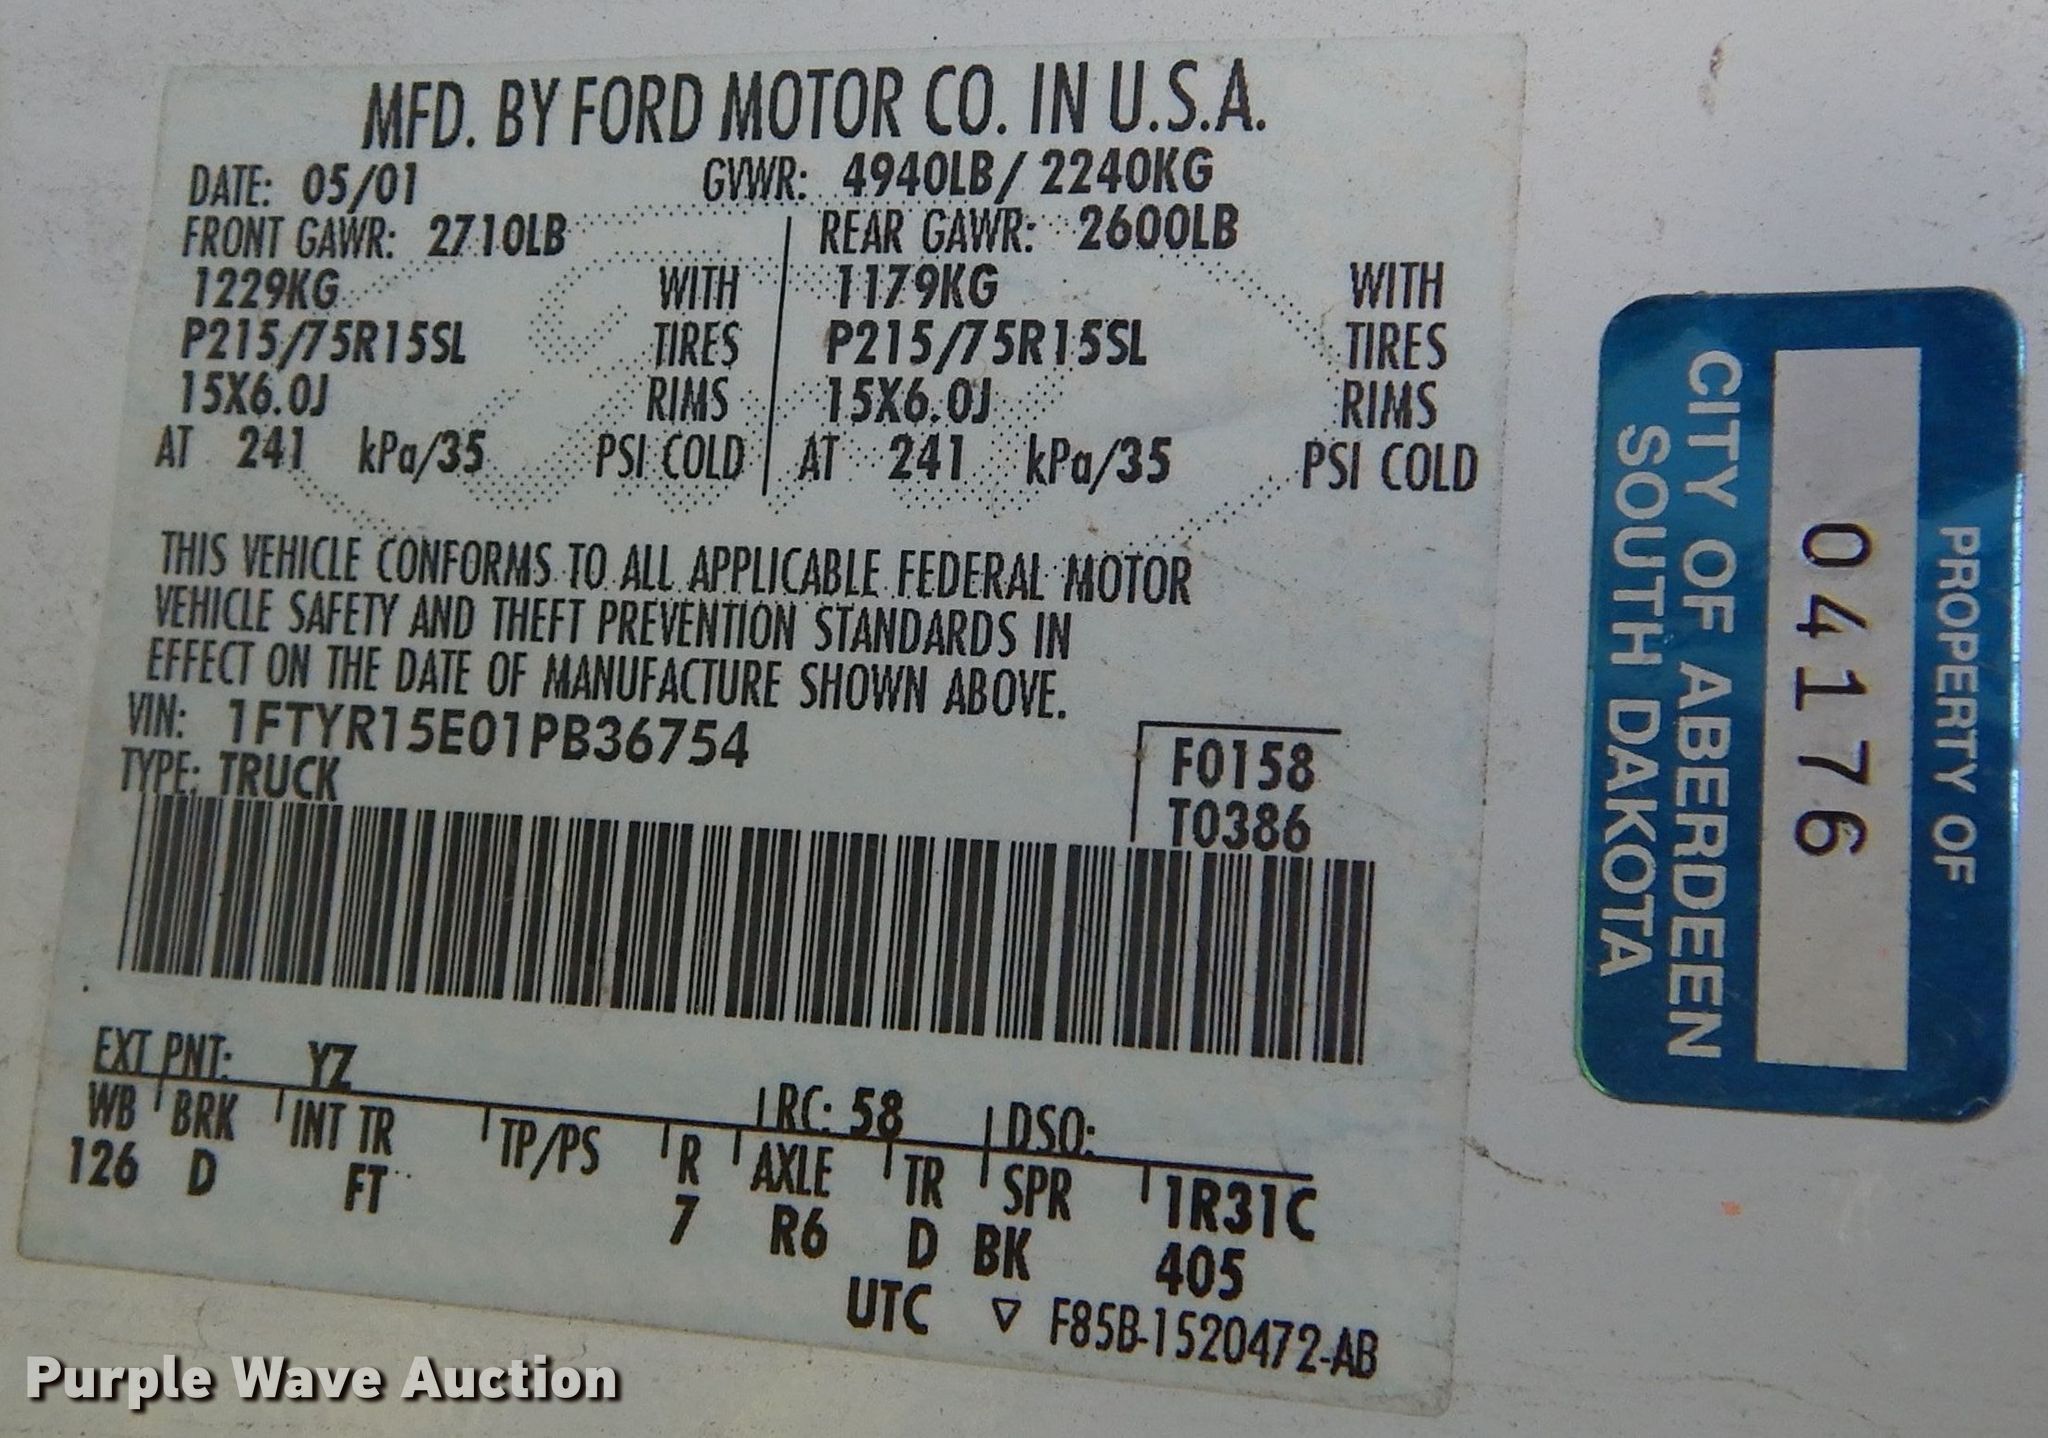 MFD. BY FORD MOTOR CO. IN U.S.A.
DATE: 05/01 GVWR: 4940LB/ 2240KG
FRONT GAWR: 2710LB REAR GAWR: 2600LB
1229KG WITH 1179KG WITH
P215/75R15SL TIRES P215/75R15SL TIRES
15X6.0J RIMS 15X6.0J RIMS
AT 241 kPa/35 PSI COLD AT 241 kPa/35 PSI COLD
THIS VEHICLE CONFORMS TO ALL APPLICABLE FEDERAL MOTOR
VEHICLE SAFETY AND THEFT PREVENTION STANDARDS IN
EFFECT ON THE DATE OF MANUFACTURE SHOWN ABOVE.
VIN: 1FTYR15E01PB36754
TYPE: TRUCK
F0158
T0386
EXT PNT: YZ RC: 58 DSO:
WB BRK INT TR TP/PS R AXLE TR SPR 1R31C
126 D FT 7 R6 D BK 405
UTC ▽ F85B-1520472-AB
PROPERTY OF
04176
CITY OF ABERDEEN
SOUTH DAKOTA
Purple Wave Auction